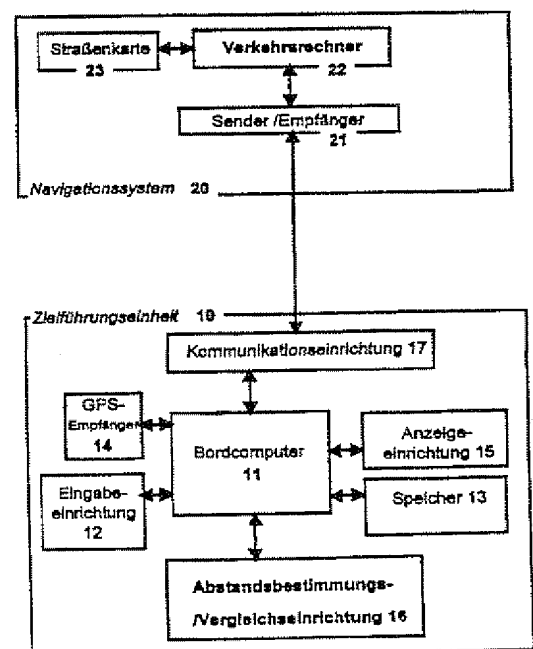 Straßenkarte
23
Verkehrsrechner
22
Sender /Empfänger
21
Navigationssystem 20
Zielführungseinheit 10
Kommunikationseinrichtung 17
GPS-
Empfänger
14
Bordcomputer
11
Anzeige-
einrichtung 15
Eingabe-
einrichtung
12
Speicher 13
Abstandsbestimmungs-
/Vergleichseinrichtung 16